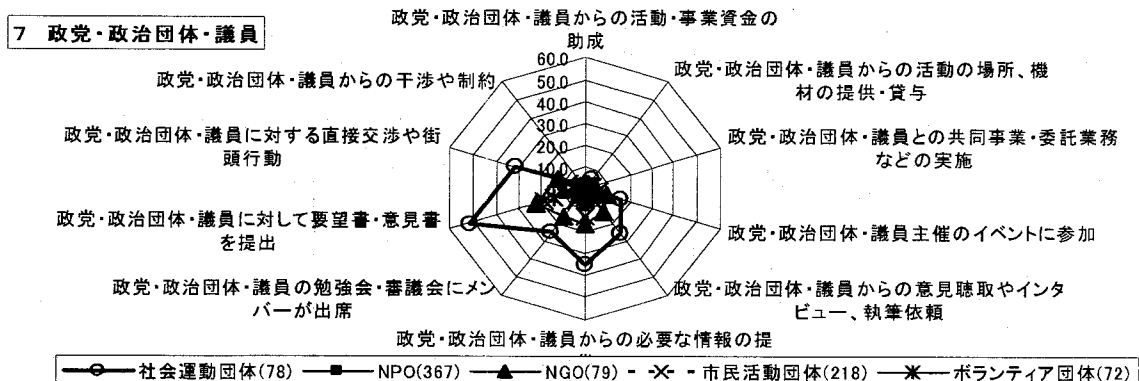 7 政党・政治団体・議員
政党・政治団体・議員からの活動・事業資金の
助成
政党・政治団体・議員からの活動の場所、機
材の提供・貸与
政党・政治団体・議員との共同事業・委託業務
などの実施
政党・政治団体・議員主催のイベントに参加
政党・政治団体・議員からの意見聴取やインタ
ビュー、執筆依頼
政党・政治団体・議員からの必要な情報の提
政党・政治団体・議員の勉強会・審議会にメン
バーが出席
政党・政治団体・議員に対して要望書・意見書
を提出
政党・政治団体・議員に対する直接交渉や街
頭行動
政党・政治団体・議員からの干渉や制約
60.0
50.0
40.0
30.0
20.0
10.0
社会運動団体(78) NPO(367) NGO(79) 市民活動団体(218) ボランティア団体(72)